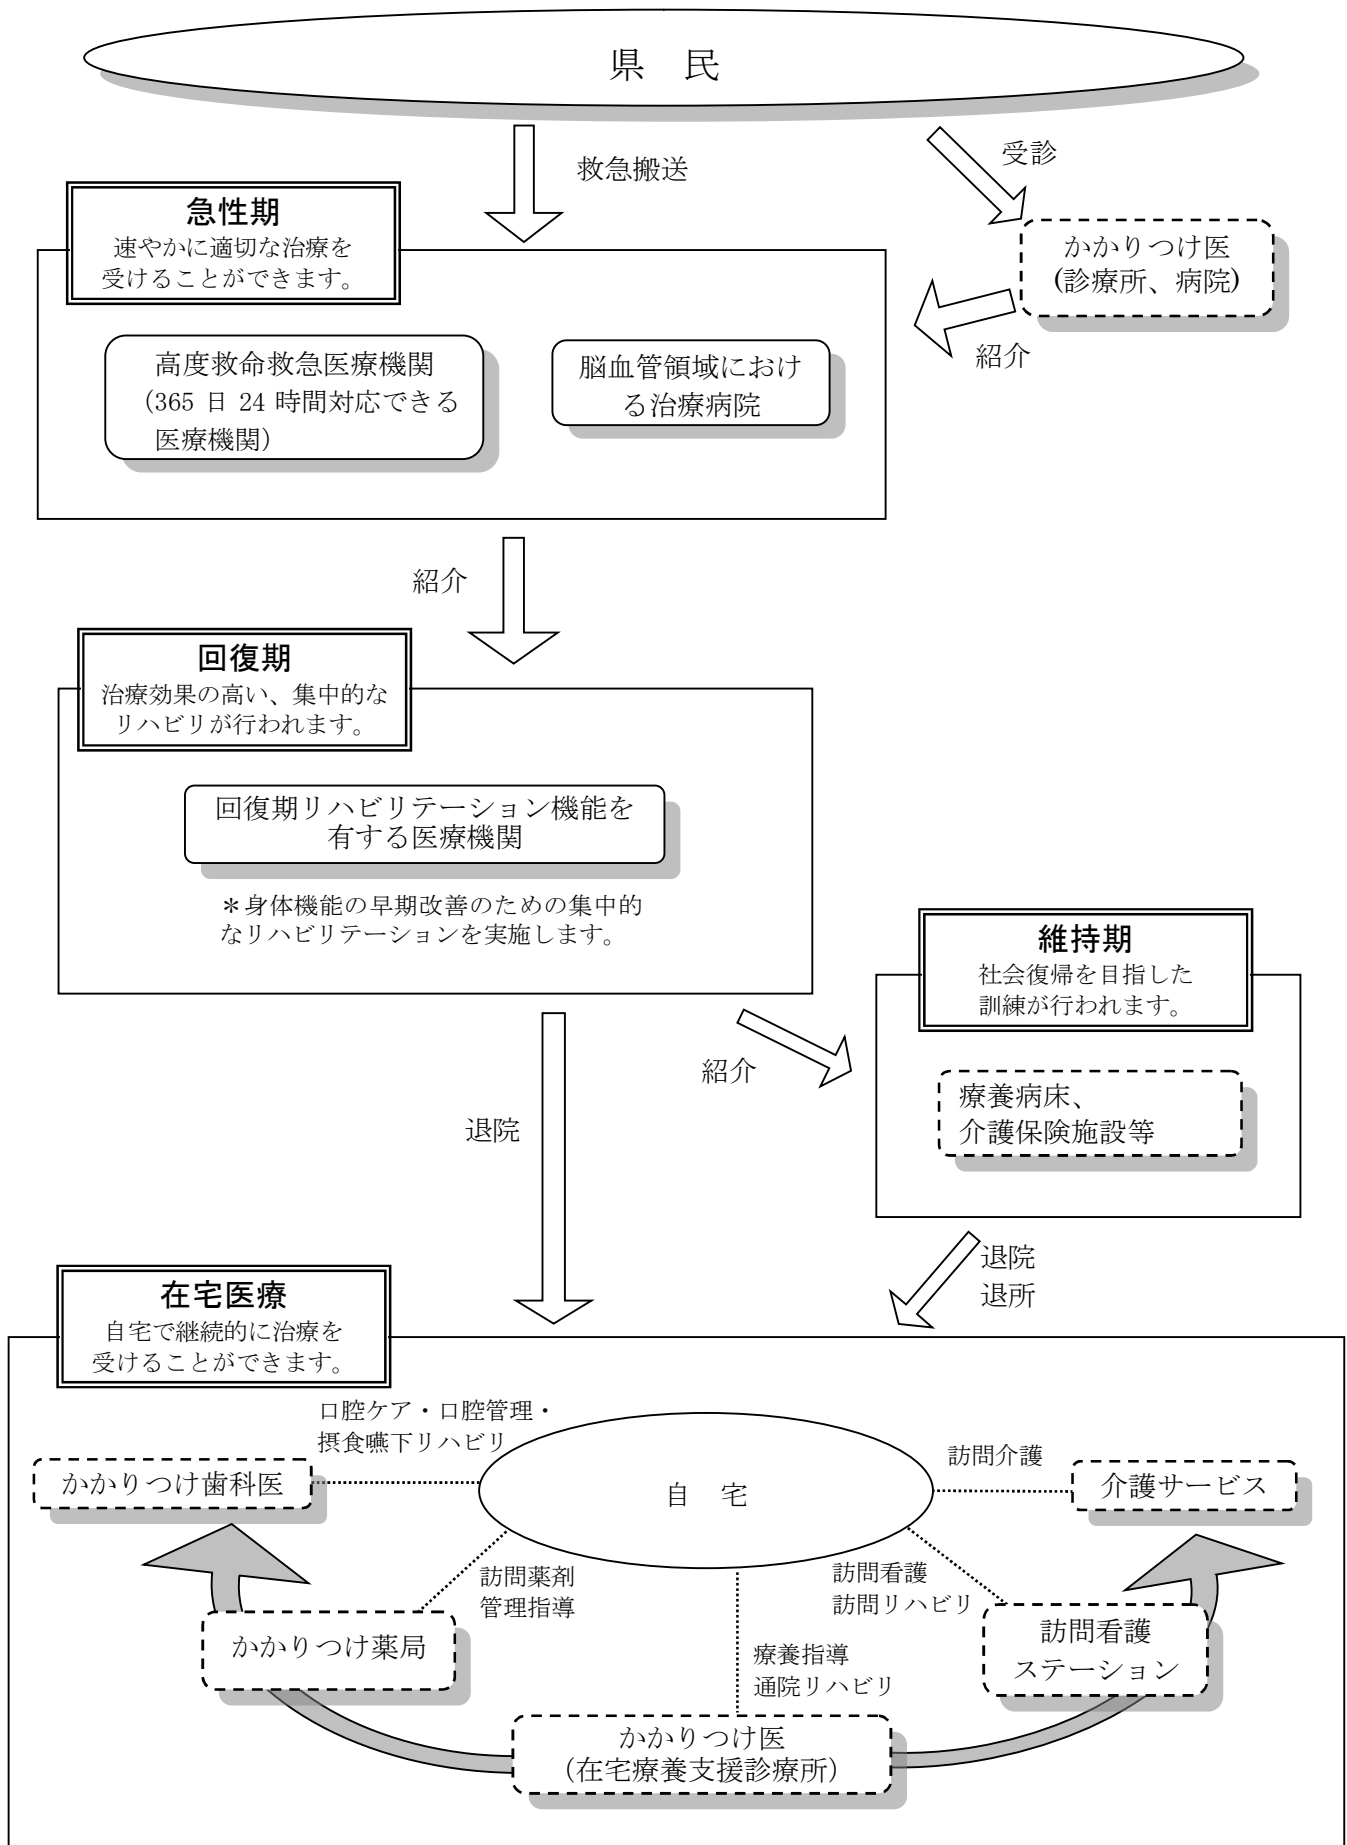 県　民
救急搬送
受診
急性期
速やかに適切な治療を
受けることができます。
かかりつけ医
(診療所、病院)
紹介
高度救命救急医療機関
（365 日 24 時間対応できる
医療機関）
脳血管領域におけ
る治療病院
紹介
回復期
治療効果の高い、集中的な
リハビリが行われます。
回復期リハビリテーション機能を
有する医療機関
＊身体機能の早期改善のための集中的
なリハビリテーションを実施します。
維持期
社会復帰を目指した
訓練が行われます。
紹介
療養病床、
介護保険施設等
退院
退院
退所
在宅医療
自宅で継続的に治療を
受けることができます。
口腔ケア・口腔管理・
摂食嚥下リハビリ
かかりつけ歯科医
自　宅
訪問介護
介護サービス
訪問薬剤
管理指導
訪問看護
訪問リハビリ
かかりつけ薬局
訪問看護
ステーション
療養指導
通院リハビリ
かかりつけ医
（在宅療養支援診療所）